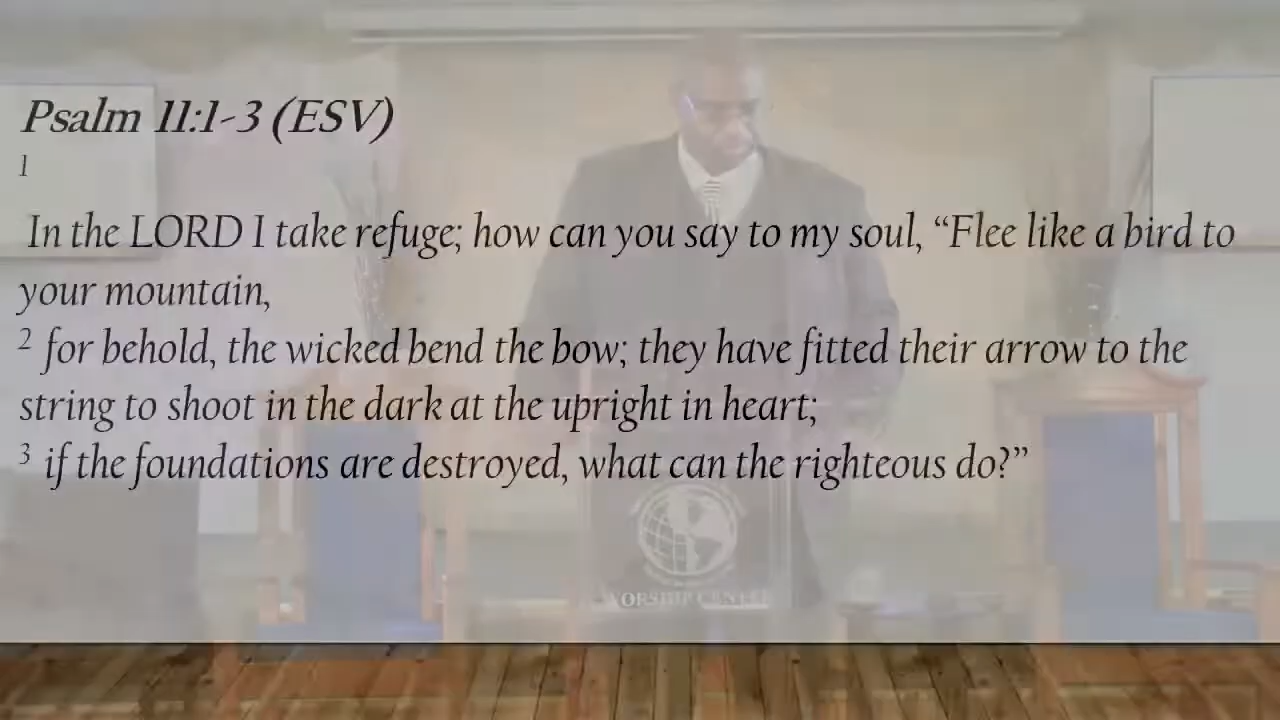 Psalm 11:1-3 (ESV)
1
In the LORD I take refuge; how can you say to my soul, “Flee like a bird to
your mountain,
2 for behold, the wicked bend the bow; they have fitted their arrow to the
string to shoot in the dark at the upright in heart;
3 if the foundations are destroyed, what can the righteous do?”
WORSHIP CENTER